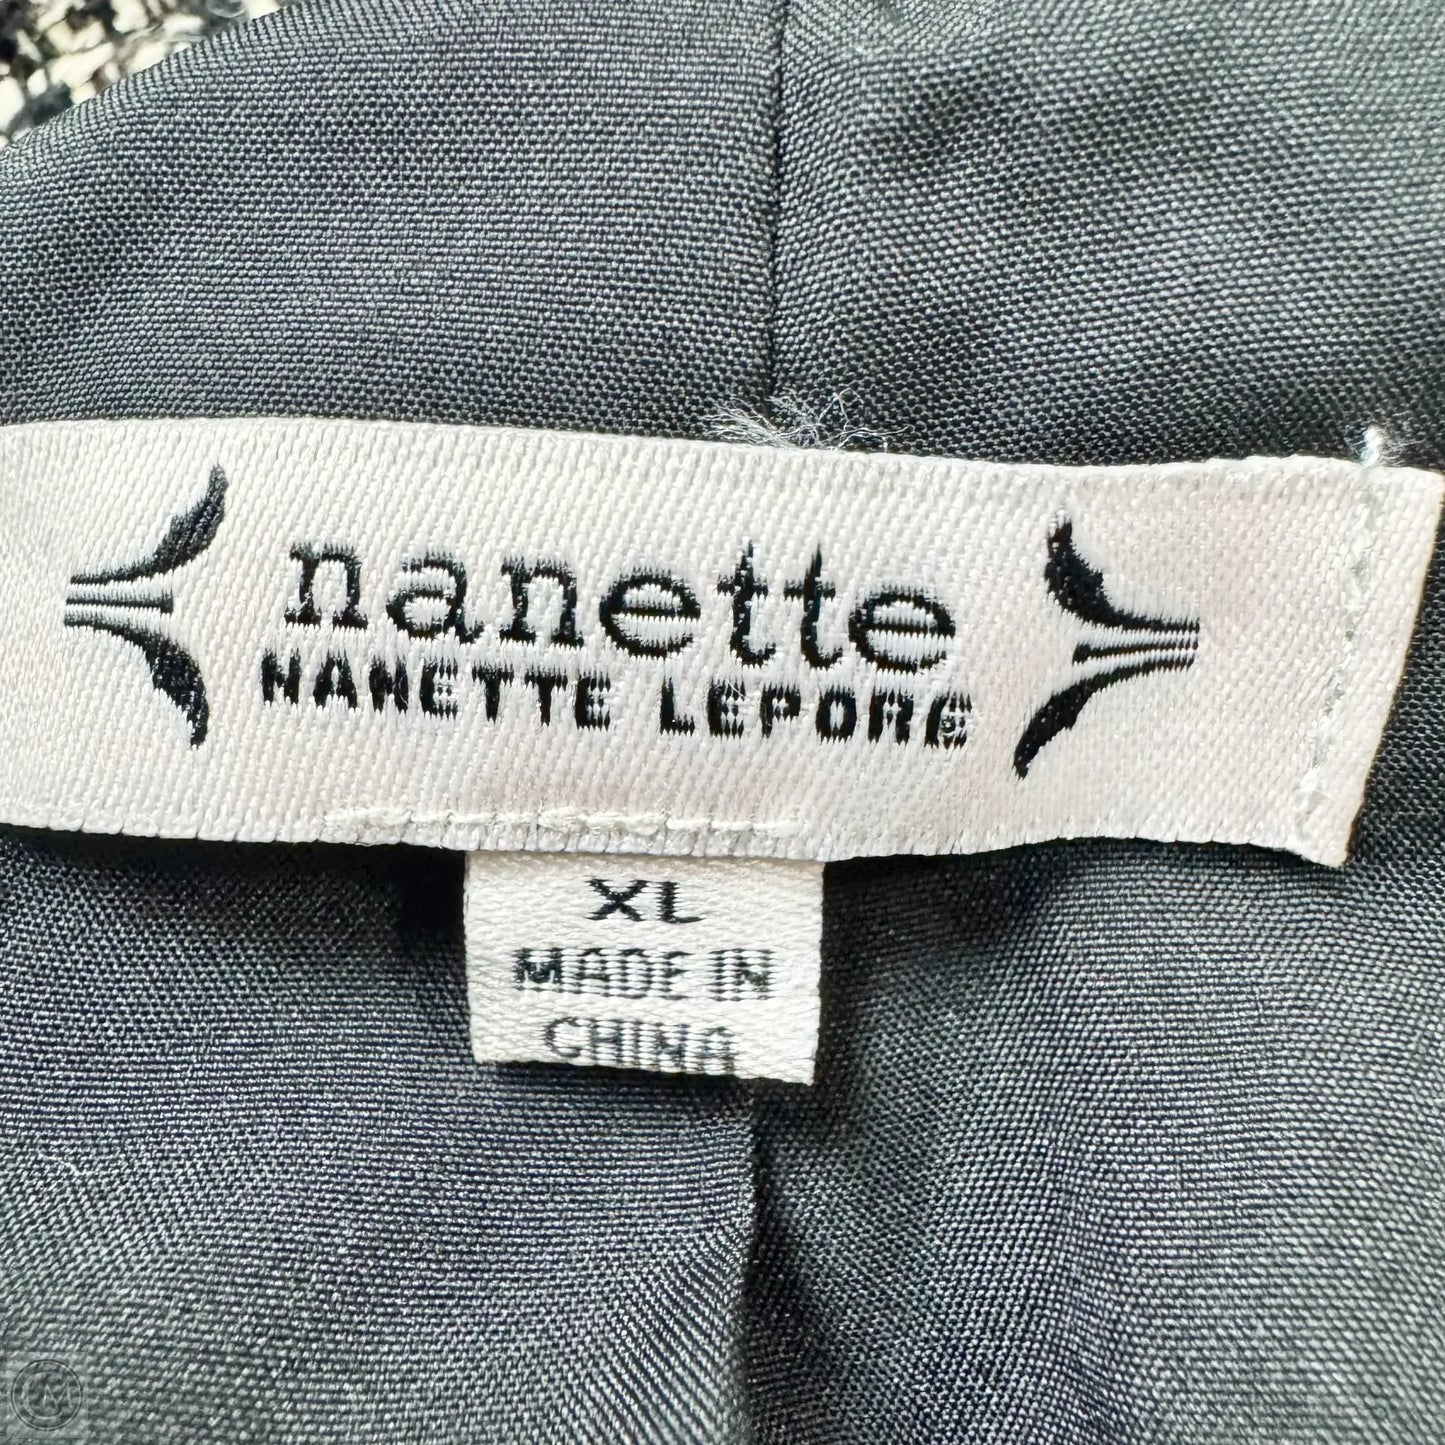 nanette
NANETTE LEPORE
XL
MADE IN
CHINA